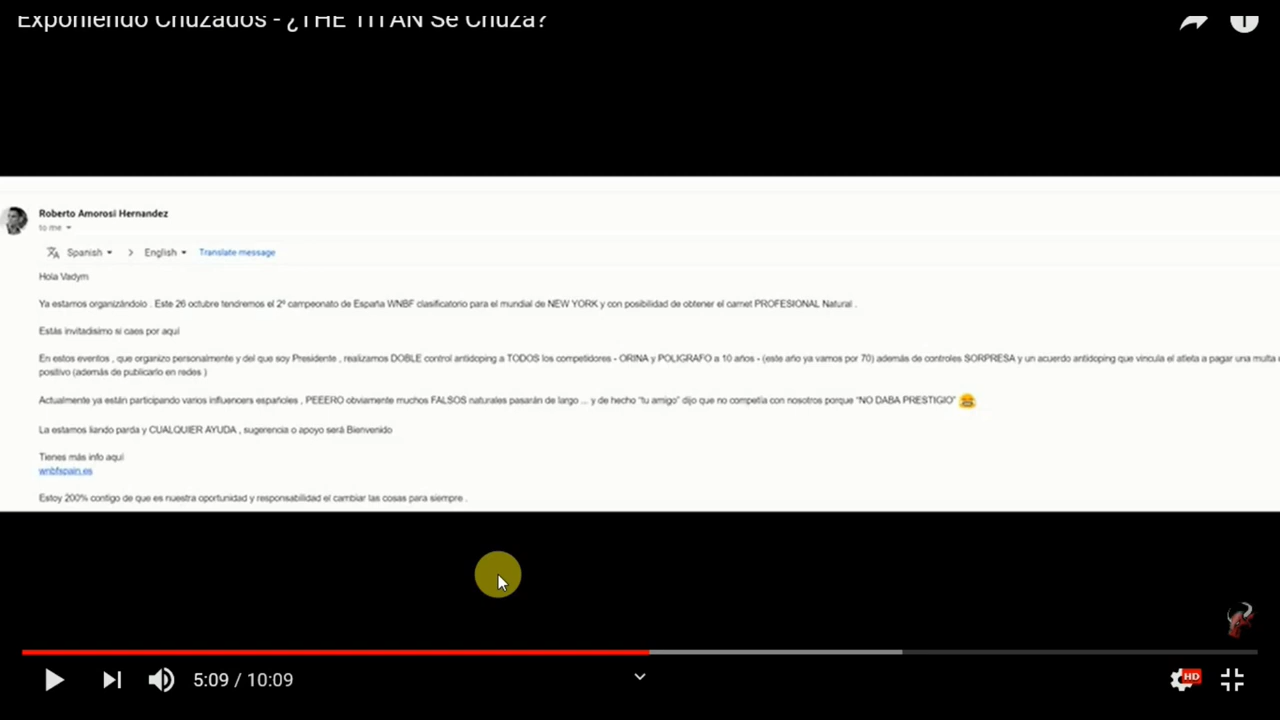 Exponiendo Chuzados - ¿THE TITAN Se Chuza?
Roberto Amorosi Hernandez
to me
Spanish > English Translate message
Hola Vadym
Ya estamos organizándolo . Este 26 octubre tendremos el 2º campeonato de España WNBF clasificatorio para el mundial de NEW YORK y con posibilidad de obtener el carnet PROFESIONAL Natural .
Estás invitadisimo si caes por aquí
En estos eventos , que organizo personalmente y del que soy Presidente , realizamos DOBLE control antidoping a TODOS los competidores - ORINA y POLIGRAFO a 10 años - (este año ya vamos por 70) además de controles SORPRESA y un acuerdo antidoping que vincula el atleta a pagar una multa
positivo (además de publicarlo en redes )
Actualmente ya están participando varios influencers españoles , PEEERO obviamente muchos FALSOS naturales pasarán de largo ... y de hecho "tu amigo" dijo que no competía con nosotros porque "NO DABA PRESTIGIO" 😂
La estamos liando parda y CUALQUIER AYUDA , sugerencia o apoyo será Bienvenido
Tienes más info aquí
wnbfspain.es
Estoy 200% contigo de que es nuestra oportunidad y responsabilidad el cambiar las cosas para siempre .
5:09 / 10:09
HD